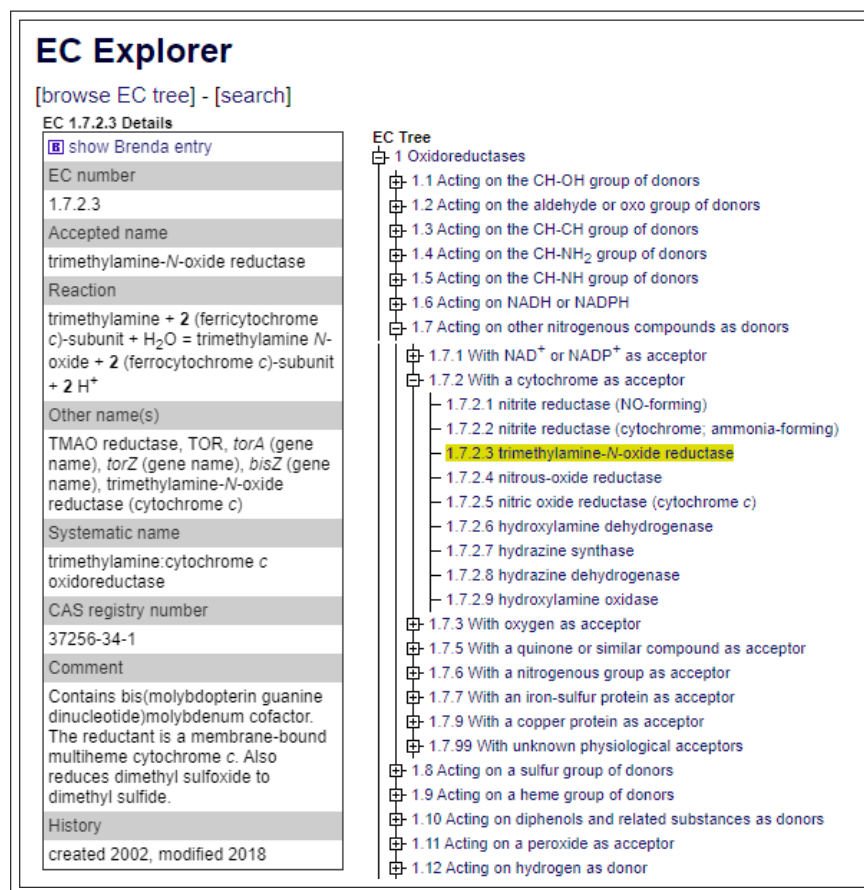 EC Explorer
[browse EC tree] - [search]
EC 1.7.2.3 Details
B show Brenda entry
EC number
1.7.2.3
Accepted name
trimethylamine-N-oxide reductase
Reaction
trimethylamine + 2 (ferricytochrome
c)-subunit + H2O = trimethylamine N-
oxide + 2 (ferrocytochrome c)-subunit
+ 2 H+
Other name(s)
TMAO reductase, TOR, torA (gene
name), torZ (gene name), bisZ (gene
name), trimethylamine-N-oxide
reductase (cytochrome c)
Systematic name
trimethylamine:cytochrome c
oxidoreductase
CAS registry number
37256-34-1
Comment
Contains bis(molybdopterin guanine
dinucleotide)molybdenum cofactor.
The reductant is a membrane-bound
multiheme cytochrome c. Also
reduces dimethyl sulfoxide to
dimethyl sulfide.
History
created 2002, modified 2018
EC Tree
1 Oxidoreductases
1.1 Acting on the CH-OH group of donors
1.2 Acting on the aldehyde or oxo group of donors
1.3 Acting on the CH-CH group of donors
1.4 Acting on the CH-NH2 group of donors
1.5 Acting on the CH-NH group of donors
1.6 Acting on NADH or NADPH
1.7 Acting on other nitrogenous compounds as donors
1.7.1 With NAD+ or NADP+ as acceptor
1.7.2 With a cytochrome as acceptor
1.7.2.1 nitrite reductase (NO-forming)
1.7.2.2 nitrite reductase (cytochrome; ammonia-forming)
1.7.2.3 trimethylamine-N-oxide reductase
1.7.2.4 nitrous-oxide reductase
1.7.2.5 nitric oxide reductase (cytochrome c)
1.7.2.6 hydroxylamine dehydrogenase
1.7.2.7 hydrazine synthase
1.7.2.8 hydrazine dehydrogenase
1.7.2.9 hydroxylamine oxidase
1.7.3 With oxygen as acceptor
1.7.5 With a quinone or similar compound as acceptor
1.7.6 With a nitrogenous group as acceptor
1.7.7 With an iron-sulfur protein as acceptor
1.7.9 With a copper protein as acceptor
1.7.99 With unknown physiological acceptors
1.8 Acting on a sulfur group of donors
1.9 Acting on a heme group of donors
1.10 Acting on diphenols and related substances as donors
1.11 Acting on a peroxide as acceptor
1.12 Acting on hydrogen as donor